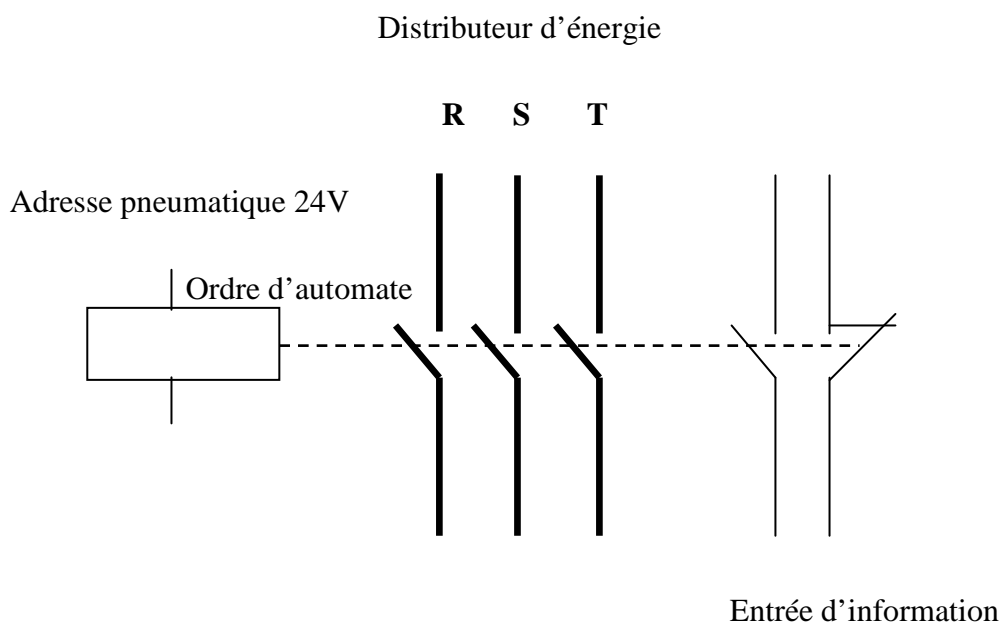 Distributeur d’énergie
R S T
Adresse pneumatique 24V
Ordre d’automate
Entrée d’information